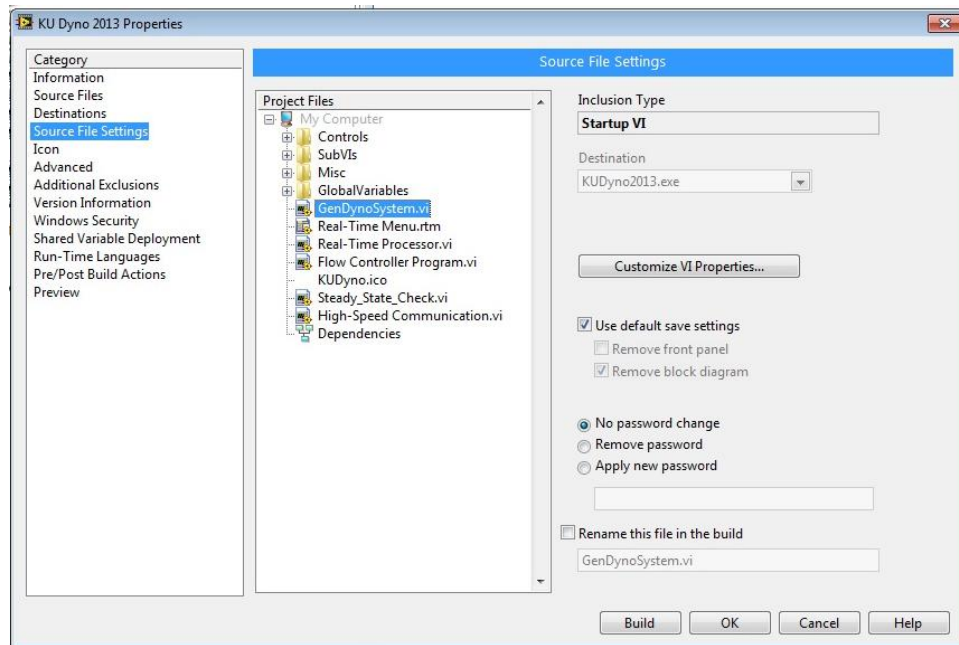 KU Dyno 2013 Properties
Category
Information
Source Files
Destinations
Source File Settings
Icon
Advanced
Additional Exclusions
Version Information
Windows Security
Shared Variable Deployment
Run-Time Languages
Pre/Post Build Actions
Preview
Source File Settings
Project Files
My Computer
Controls
SubVIs
Misc
GlobalVariables
GenDynoSystem.vi
Real-Time Menu.rtm
Real-Time Processor.vi
Flow Controller Program.vi
KUDyno.ico
Steady_State_Check.vi
High-Speed Communication.vi
Dependencies
Inclusion Type
Startup VI
Destination
KUDyno2013.exe
Customize VI Properties...
Use default save settings
Remove front panel
Remove block diagram
No password change
Remove password
Apply new password
Rename this file in the build
GenDynoSystem.vi
Build OK Cancel Help